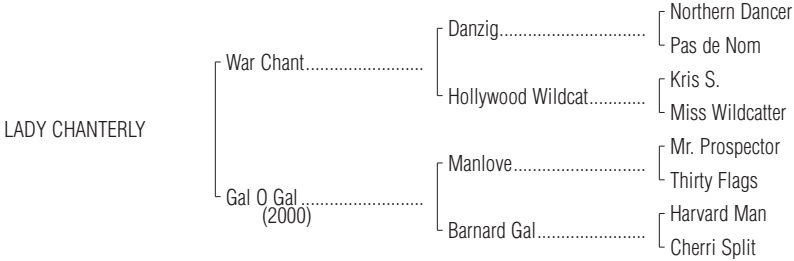 Northern Dancer
Danzig..............................
Pas de Nom
War Chant........................
Kris S.
Hollywood Wildcat............
Miss Wildcatter
LADY CHANTERLY
Mr. Prospector
Manlove...........................
Thirty Flags
Gal O Gal.........................
(2000)
Harvard Man
Barnard Gal......................
Cherri Split